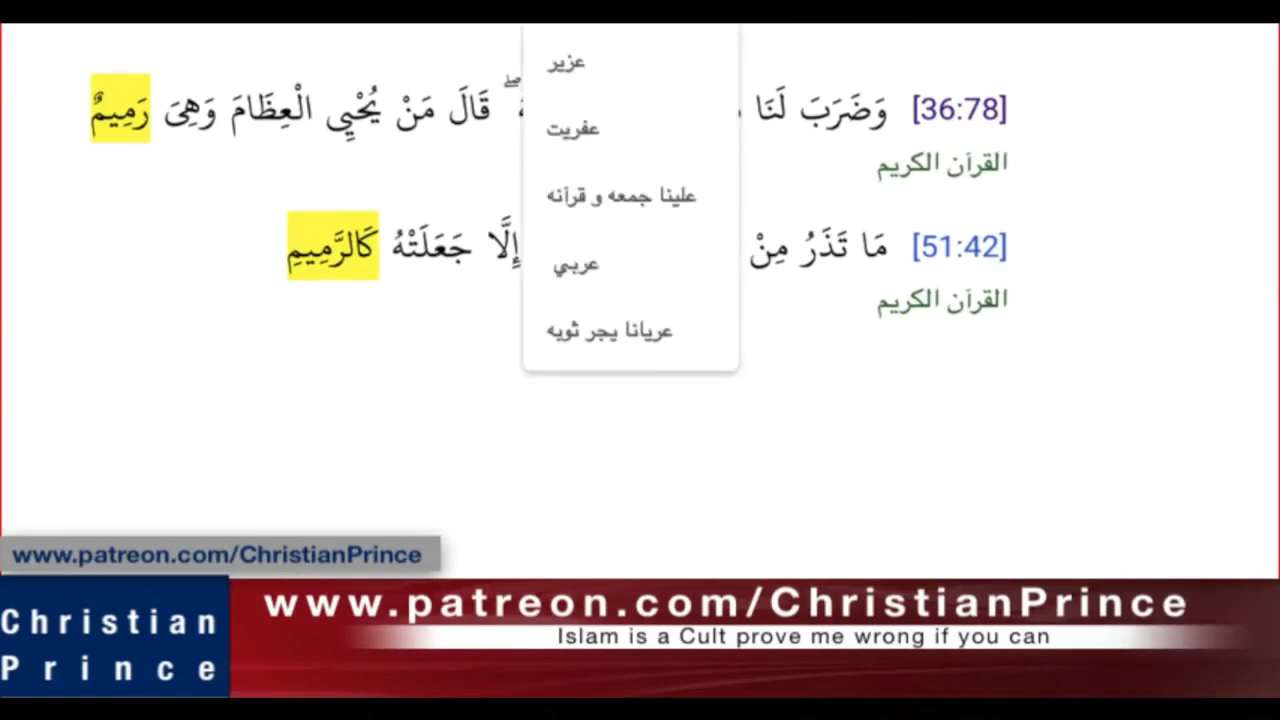 عزير
[36:78] وَضَرَبَ لَنَا قَالَ مَنْ يُحْيِي الْعِظَامَ وَهِىَ رَمِيمٌ
عفريت
القرآن الكريم
علينا جمعه و قرآنه
[51:42] مَا تَذَرُ مِنْ إِلَّا جَعَلَتْهُ كَالرَّمِيمِ
عربي
القرآن الكريم
عريانا يجر ثوبه
www.patreon.com/ChristianPrince
www.patreon.com/ChristianPrince
Christian
Islam is a Cult prove me wrong if you can
Prince